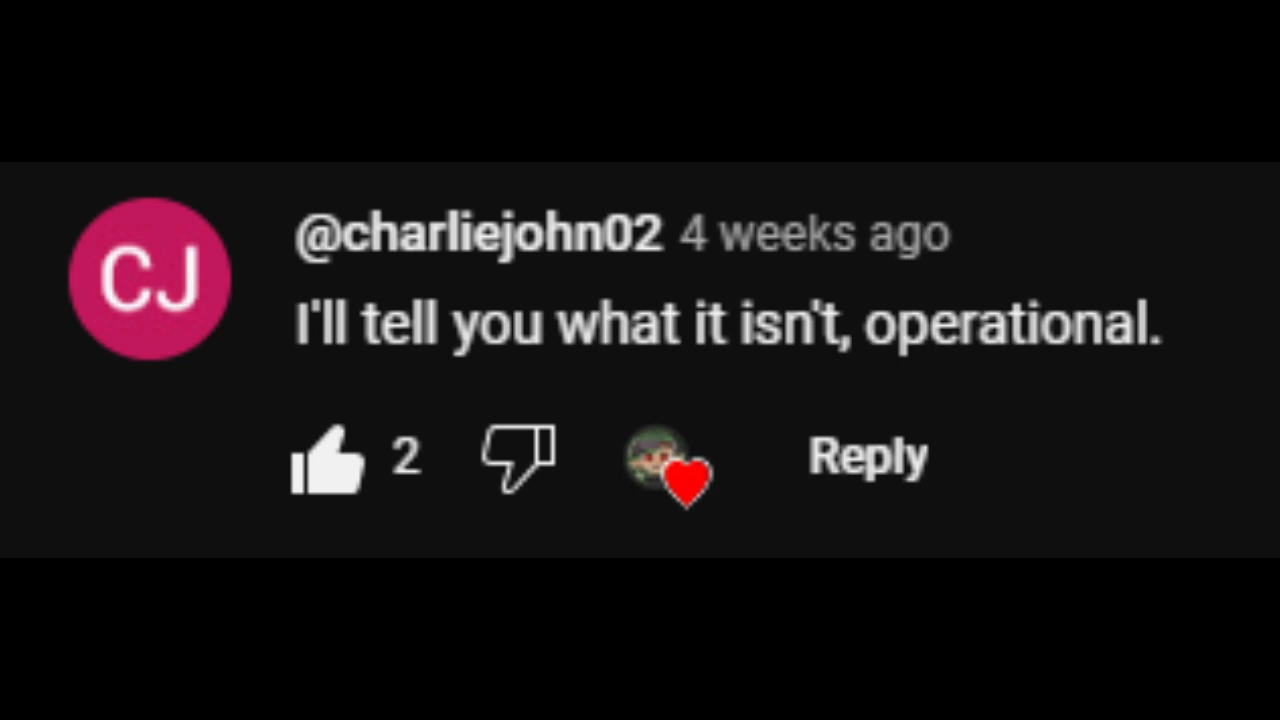 CJ
@charliejohn02 4 weeks ago
I'll tell you what it isn't, operational.
2 Reply